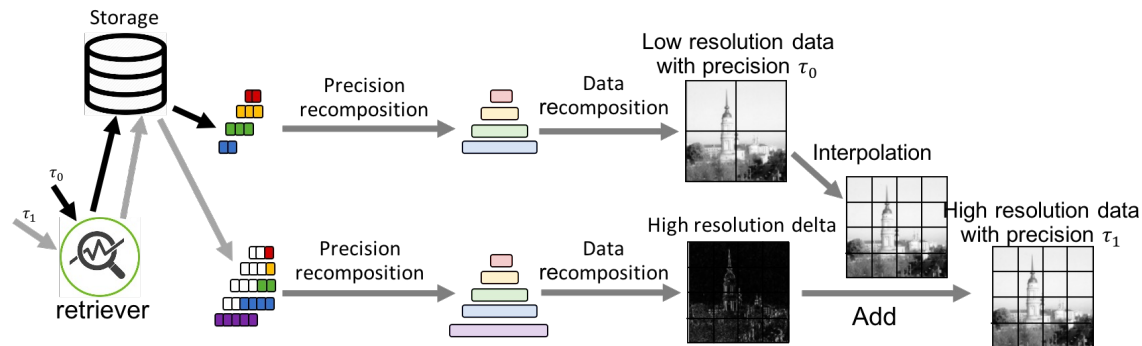 Storage
Precision
recomposition
Data
recomposition
Low resolution data
with precision τ₀
Interpolation
τ₀
τ₁
retriever
Precision
recomposition
Data
recomposition
High resolution delta
Add
High resolution data
with precision τ₁